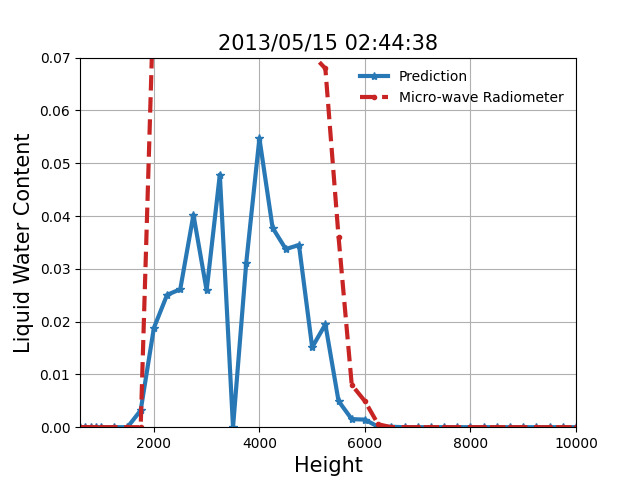 2013/05/15 02:44:38
0.07
0.06
0.05
0.04
0.03
0.02
0.01
0.00
Liquid Water Content
Prediction
Micro-wave Radiometer
2000 4000 6000 8000 10000
Height